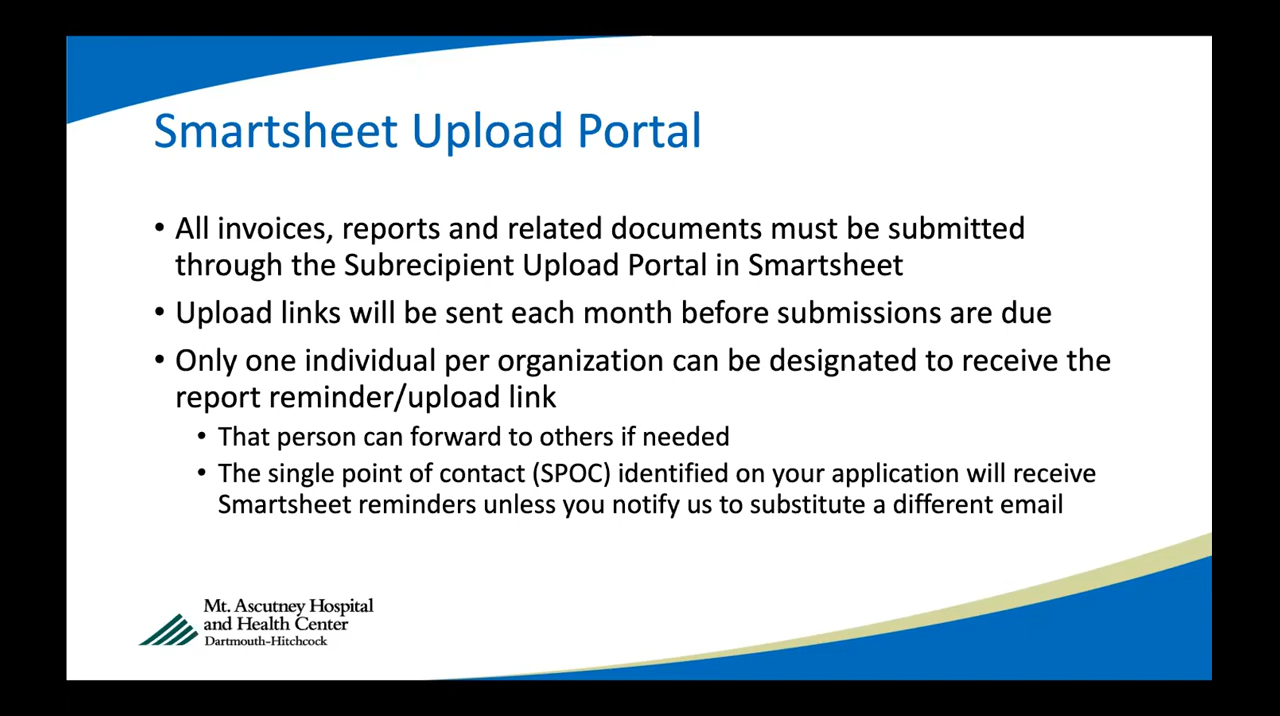 Smartsheet Upload Portal
• All invoices, reports and related documents must be submitted
through the Subrecipient Upload Portal in Smartsheet
• Upload links will be sent each month before submissions are due
• Only one individual per organization can be designated to receive the
report reminder/upload link
• That person can forward to others if needed
• The single point of contact (SPOC) identified on your application will receive
Smartsheet reminders unless you notify us to substitute a different email
Mt. Ascutney Hospital
and Health Center
Dartmouth-Hitchcock